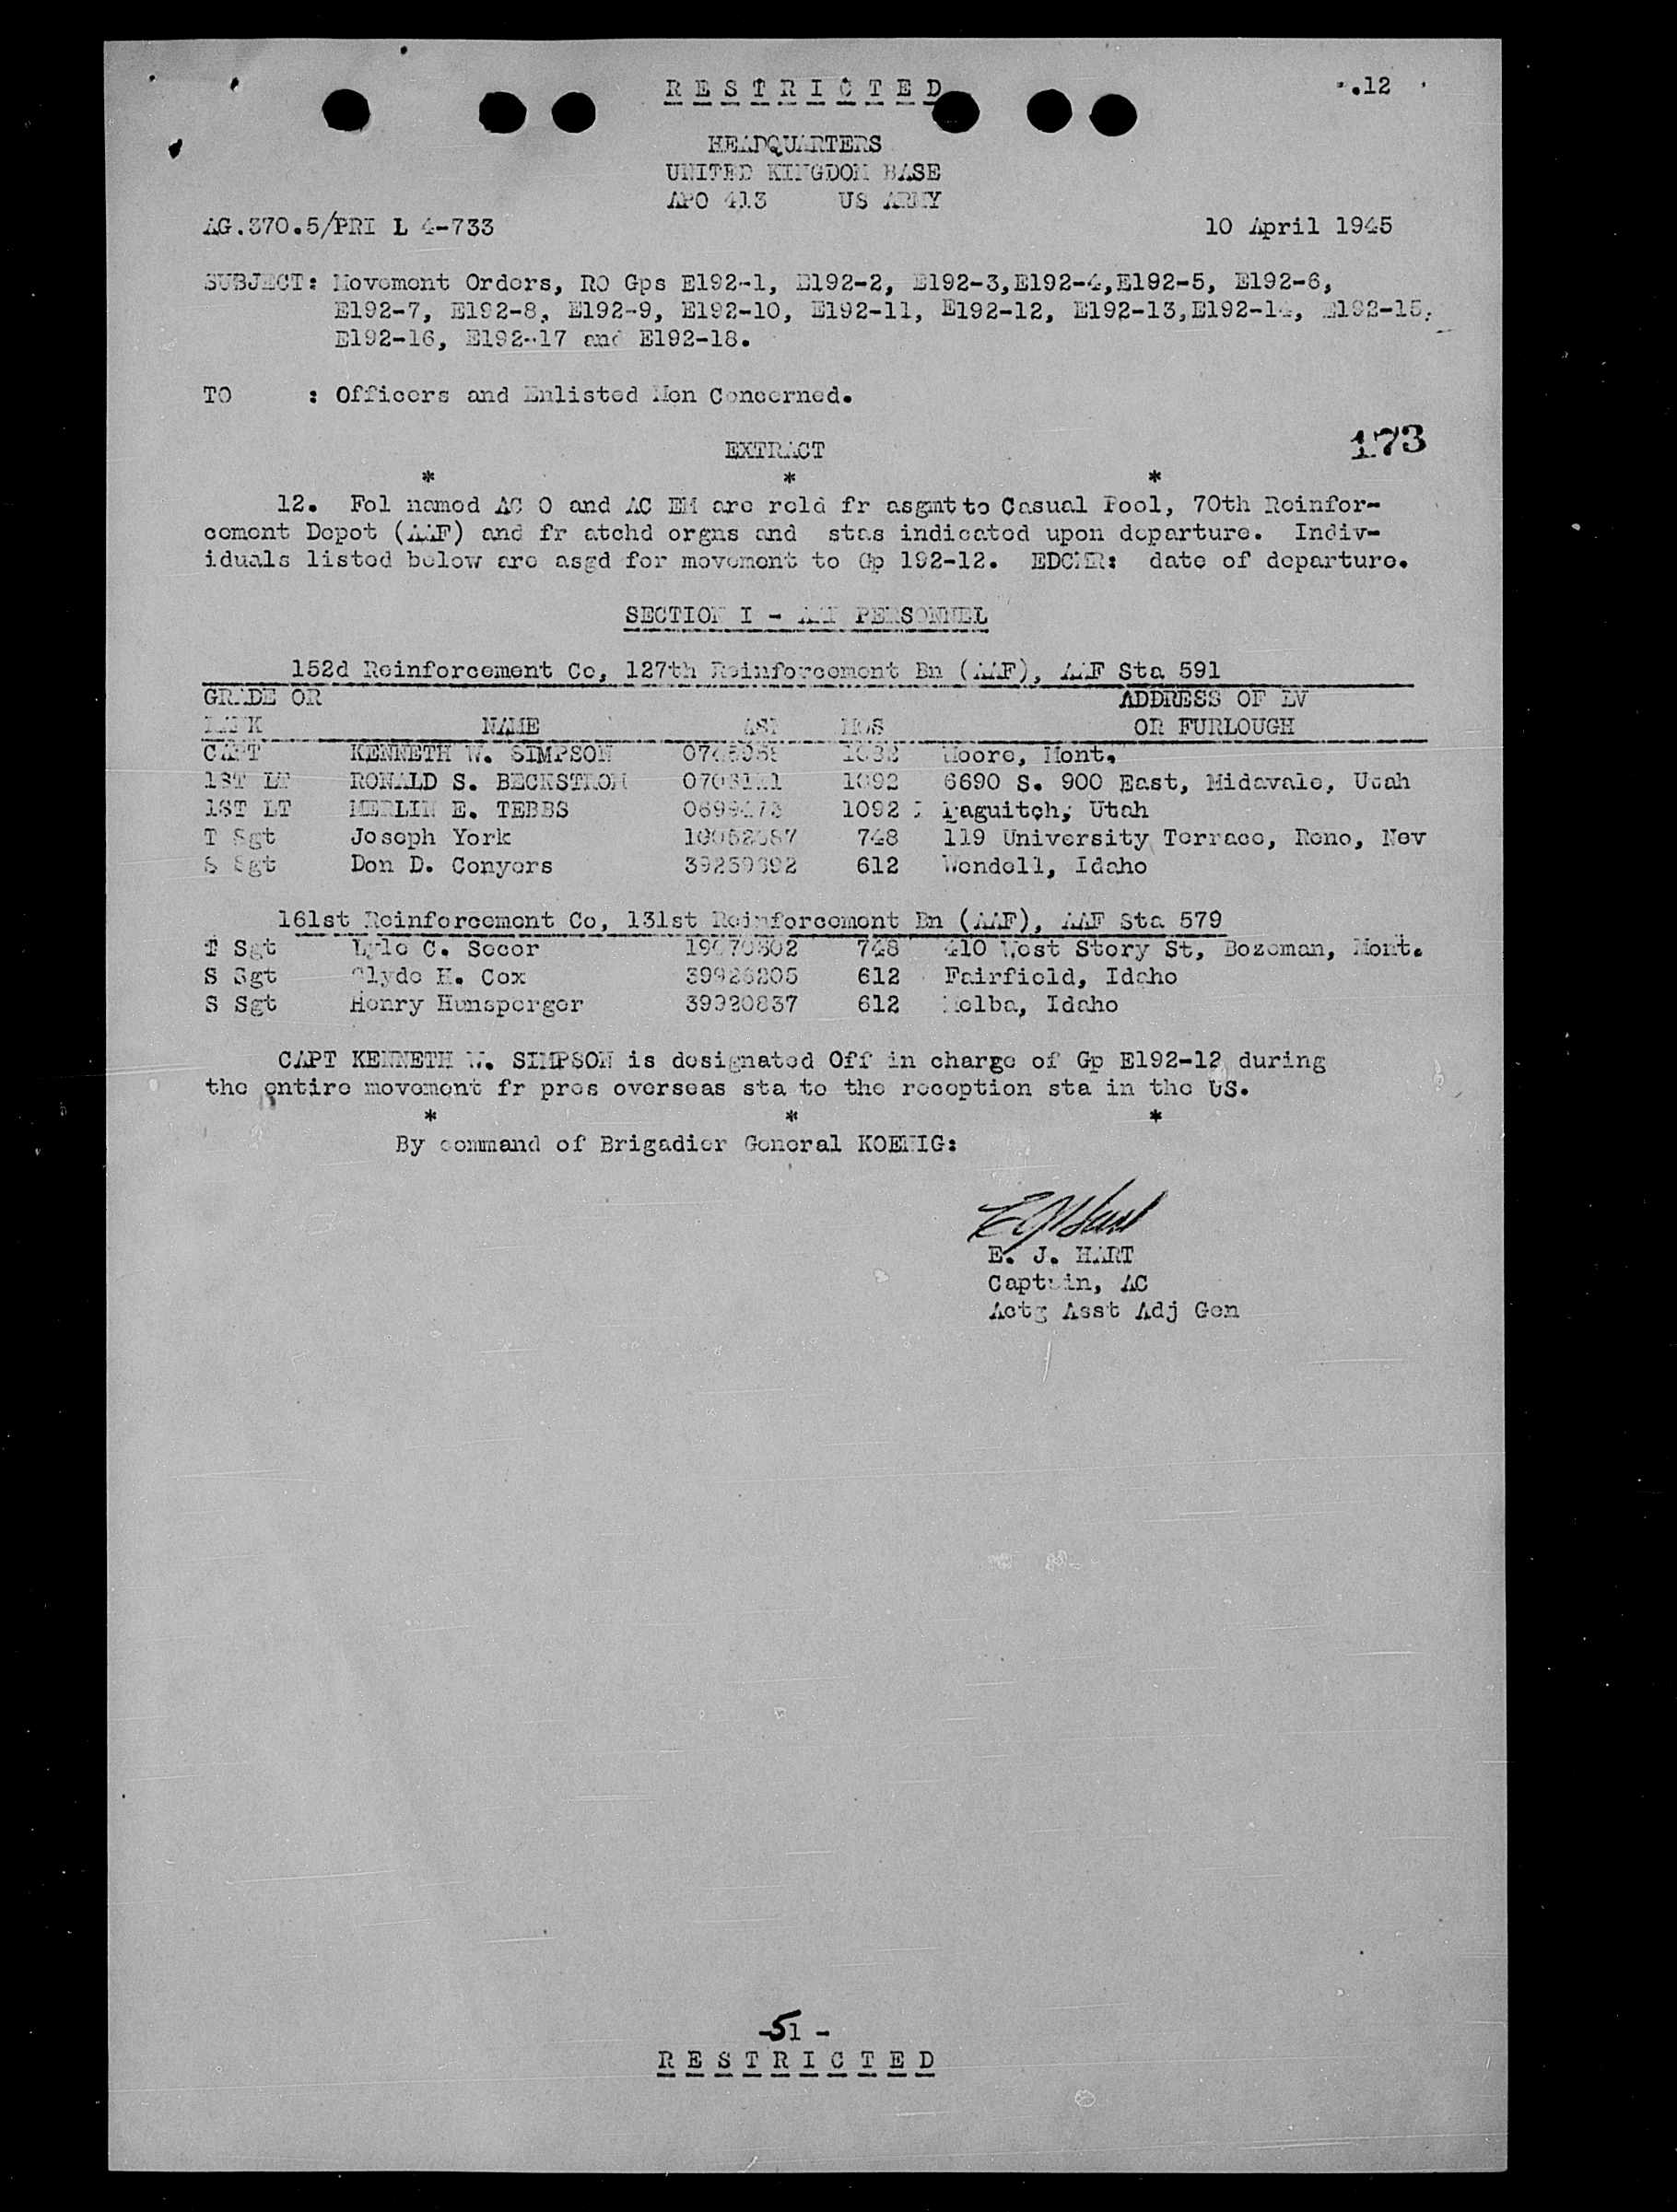 R E S T R I C T E D
.12
HEADQUARTERS
UNITED KINGDOM BASE
APO 413 US ARMY
AG.370.5/PRI L 4-733 10 April 1945
SUBJECT: Movement Orders, RO Gps E192-1, E192-2, E192-3,E192-4,E192-5, E192-6,
E192-7, E192-8, E192-9, E192-10, E192-11, E192-12, E192-13,E192-14, E192-15,
E192-16, E192-17 and E192-18.
TO : Officers and Enlisted Men Concerned.
EXTRACT
173
* * *
12. Fol named AC O and AC EM are reld fr asgmt to Casual Pool, 70th Reinfor-
cement Depot (AAF) and fr atchd orgns and stas indicated upon departure. Indiv-
iduals listed below are asgd for movement to Gp 192-12. EDCMR: date of departure.
SECTION I - AAF PERSONNEL
152d Reinforcement Co, 127th Reinforcement Bn (AAF), AAF Sta 591
GRADE OR ADDRESS OF LV
RANK NAME ASN MOS OR FURLOUGH
CAPT KENNETH W. SIMPSON Moore, Mont.
1ST LT RONALD S. BECKSTROM 1092 6690 S. 900 East, Midavale, Utah
1ST LT MERLIN E. TEBBS 1092 Paguitch, Utah
T Sgt Joseph York 748 119 University Terrace, Reno, Nev
S Sgt Don D. Conyers 612 Wendell, Idaho
161st Reinforcement Co, 131st Reinforcement Bn (AAF), AAF Sta 579
T Sgt Lyle C. Secor 748 410 West Story St, Bozeman, Mont.
S Sgt Clyde H. Cox 612 Fairfield, Idaho
S Sgt Henry Hunsperger 39920837 612 Melba, Idaho
CAPT KENNETH W. SIMPSON is designated Off in charge of Gp E192-12 during
the entire movement fr pres overseas sta to the reception sta in the US.
* * *
By command of Brigadier General KOENIG:
E J Hart
E. J. HART
Captain, AC
Actg Asst Adj Gen
-51 -
R E S T R I C T E D